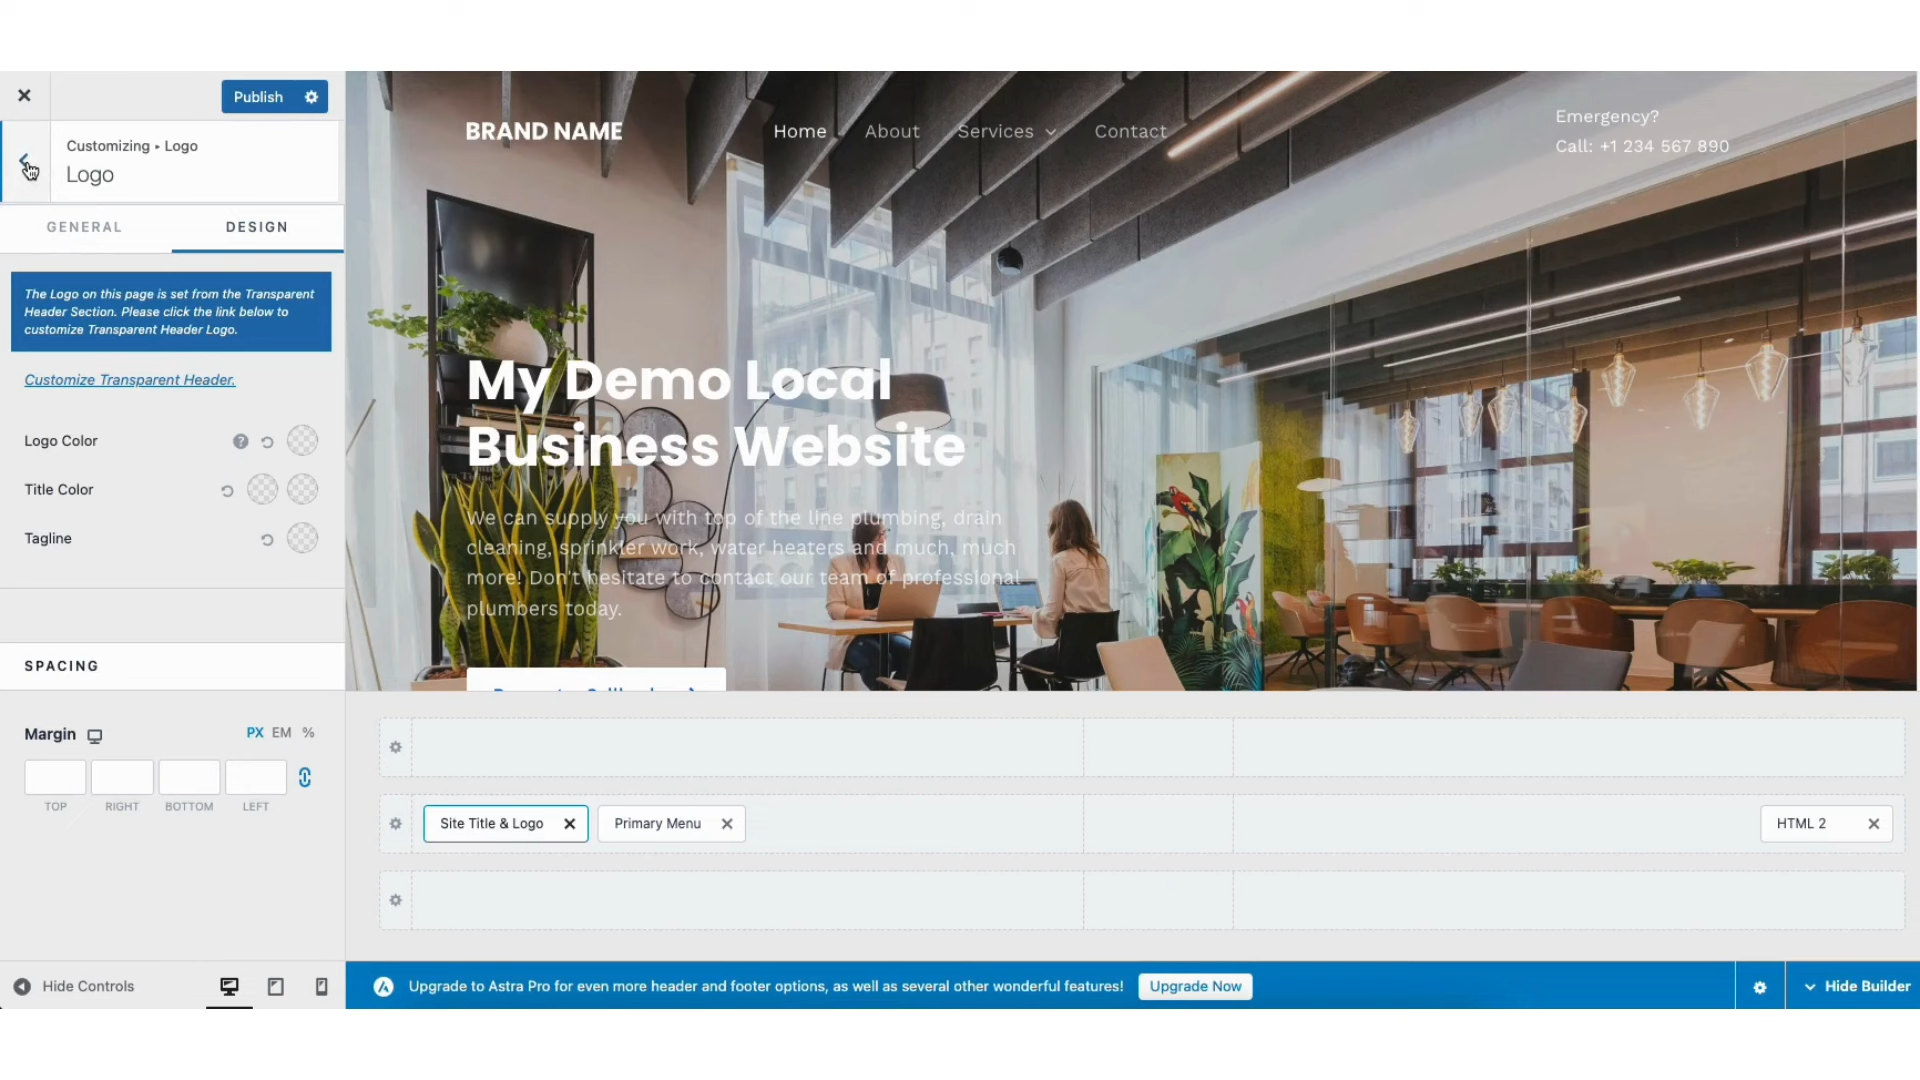 Publish
Customizing ▸ Logo
Logo
GENERAL
DESIGN
The Logo on this page is set from the Transparent
Header Section. Please click the link below to
customize Transparent Header Logo.
Customize Transparent Header.
Logo Color
Title Color
Tagline
SPACING
Margin
PX EM %
TOP RIGHT BOTTOM LEFT
Hide Controls
BRAND NAME
Home About Services Contact
Emergency?
Call: +1 234 567 890
My Demo Local
Business Website
We can supply you with top of the line plumbing, drain
cleaning, sprinkler work, water heaters and much, much
more! Don't hesitate to contact our team of professional
plumbers today.
Site Title & Logo
Primary Menu
HTML 2
Upgrade to Astra Pro for even more header and footer options, as well as several other wonderful features!
Upgrade Now
Hide Builder